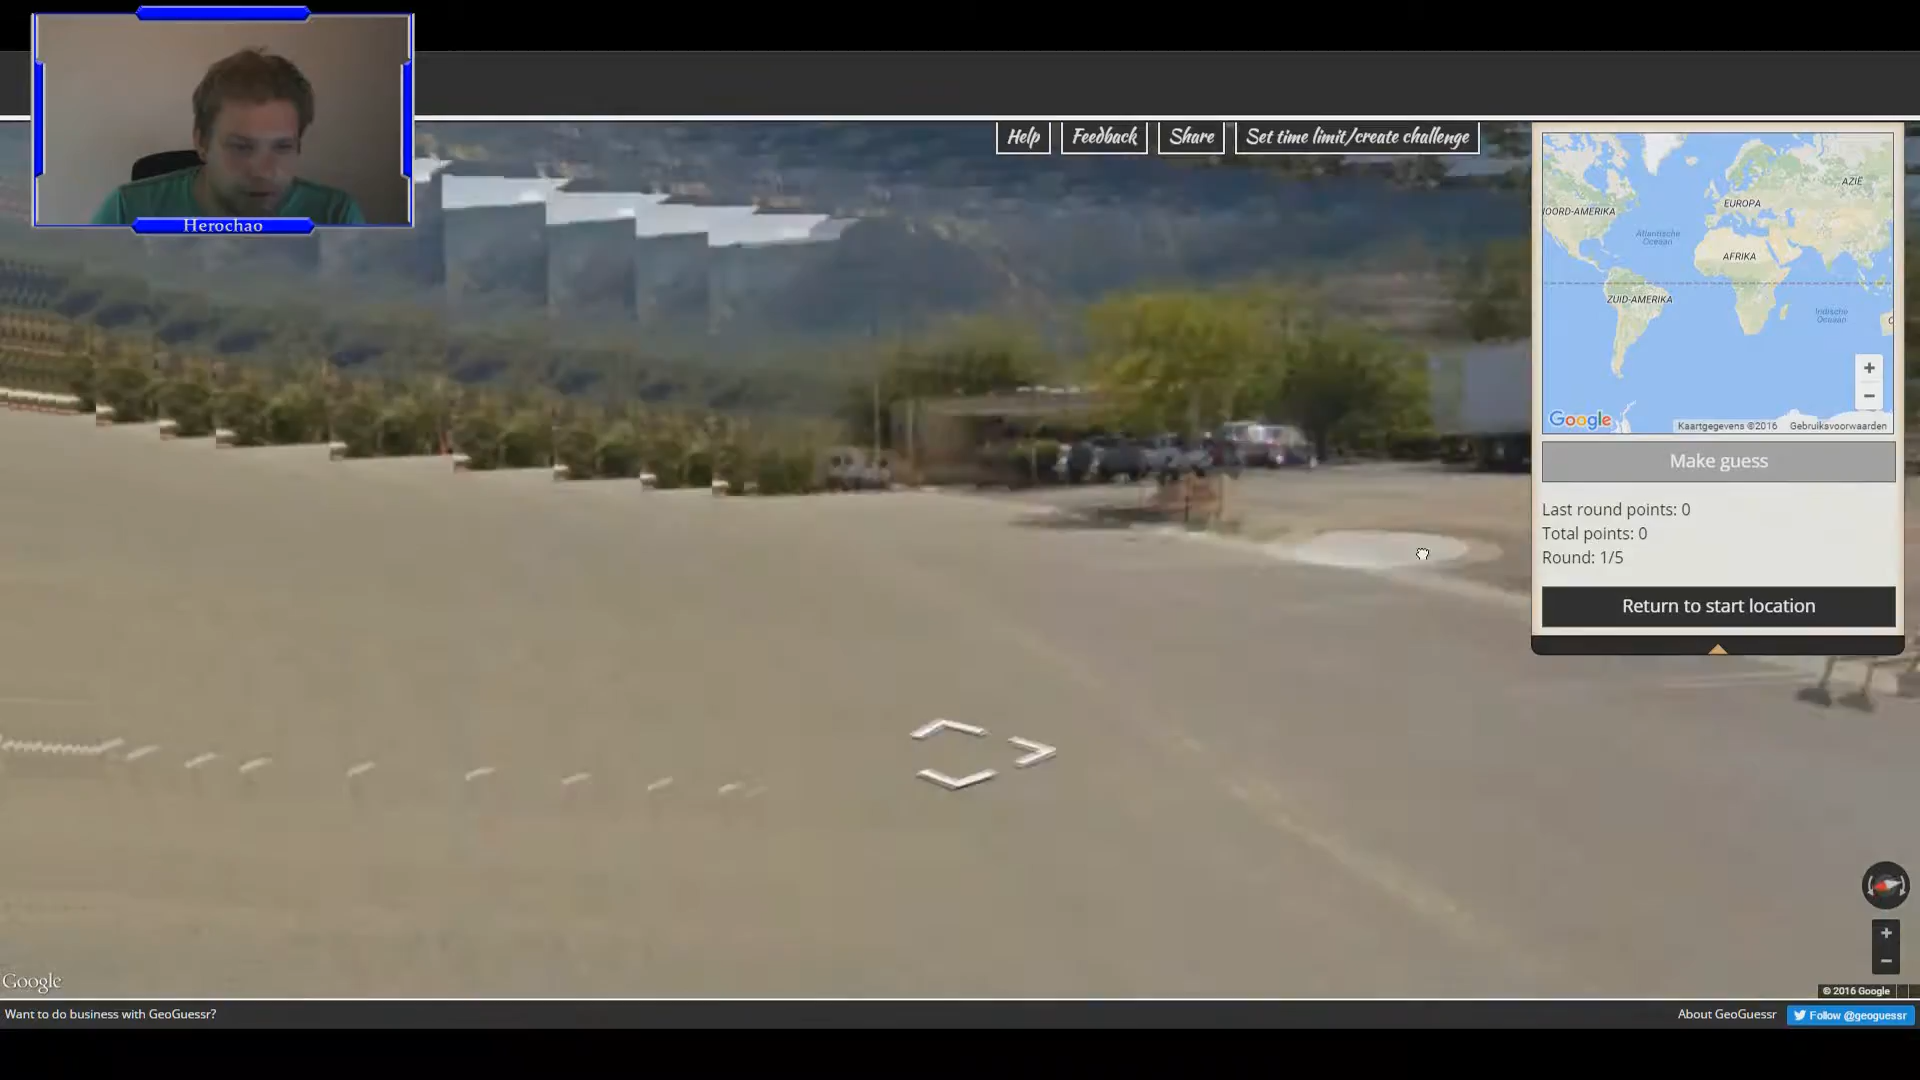 Herochao
Help
Feedback
Share
Set time limit/create challenge
AZIË
EUROPA
NOORD-AMERIKA
Atlantische
Oceaan
AFRIKA
ZUID-AMERIKA
Indische
Oceaan
+
−
Google
Kaartgegevens ©2016
Gebruiksvoorwaarden
Make guess
Last round points: 0
Total points: 0
Round: 1/5
Return to start location
+
−
Google
© 2016 Google
Want to do business with GeoGuessr?
About GeoGuessr
Follow @geoguessr